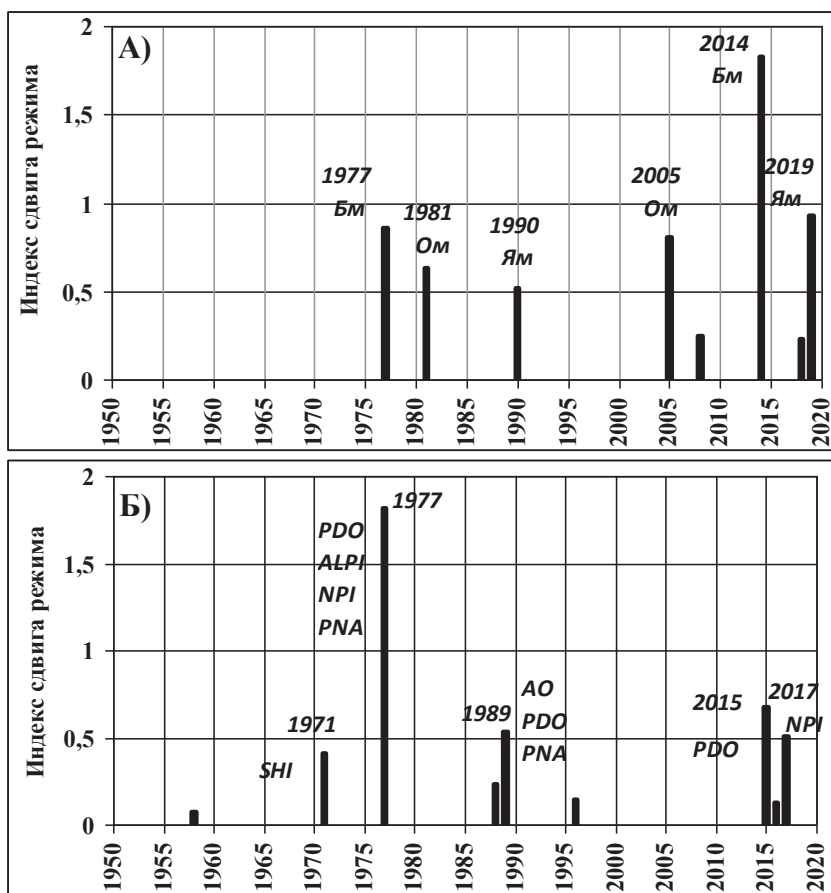 А)
Индекс сдвига режима
2
1,5
1
0,5
0
1977
Бм
1981
Ом
1990
Ям
2005
Ом
2014
Бм
2019
Ям
1950 1955 1960 1965 1970 1975 1980 1985 1990 1995 2000 2005 2010 2015 2020
Б)
Индекс сдвига режима
2
1,5
1
0,5
0
SHI
1971
PDO
ALPI
NPI
PNA
1977
1989
AO
PDO
PNA
2015
PDO
2017
NPI
1950 1955 1960 1965 1970 1975 1980 1985 1990 1995 2000 2005 2010 2015 2020